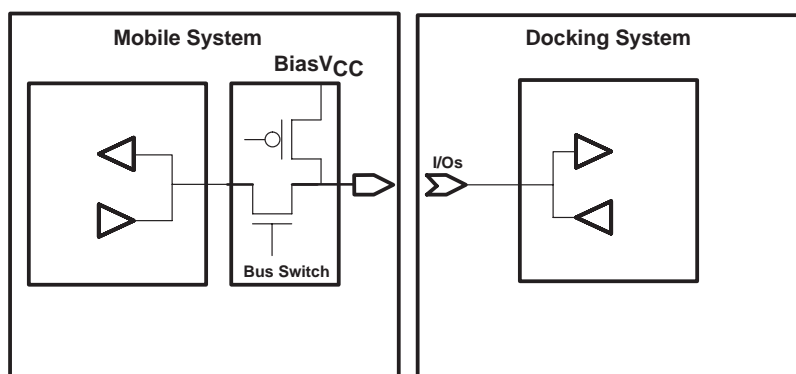 Mobile System
Docking System
BiasVCC
I/Os
Bus Switch